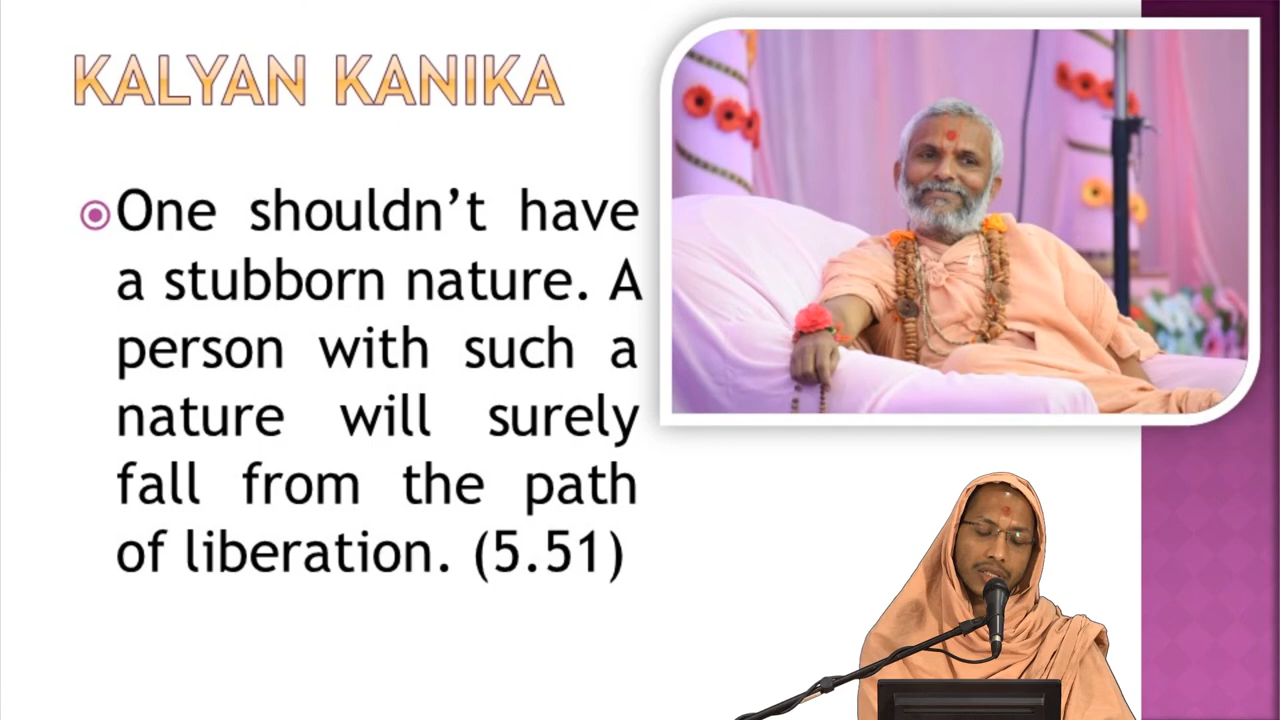 KALYAN KANIKA
One shouldn’t have
a stubborn nature. A
person with such a
nature will surely
fall from the path
of liberation. (5.51)